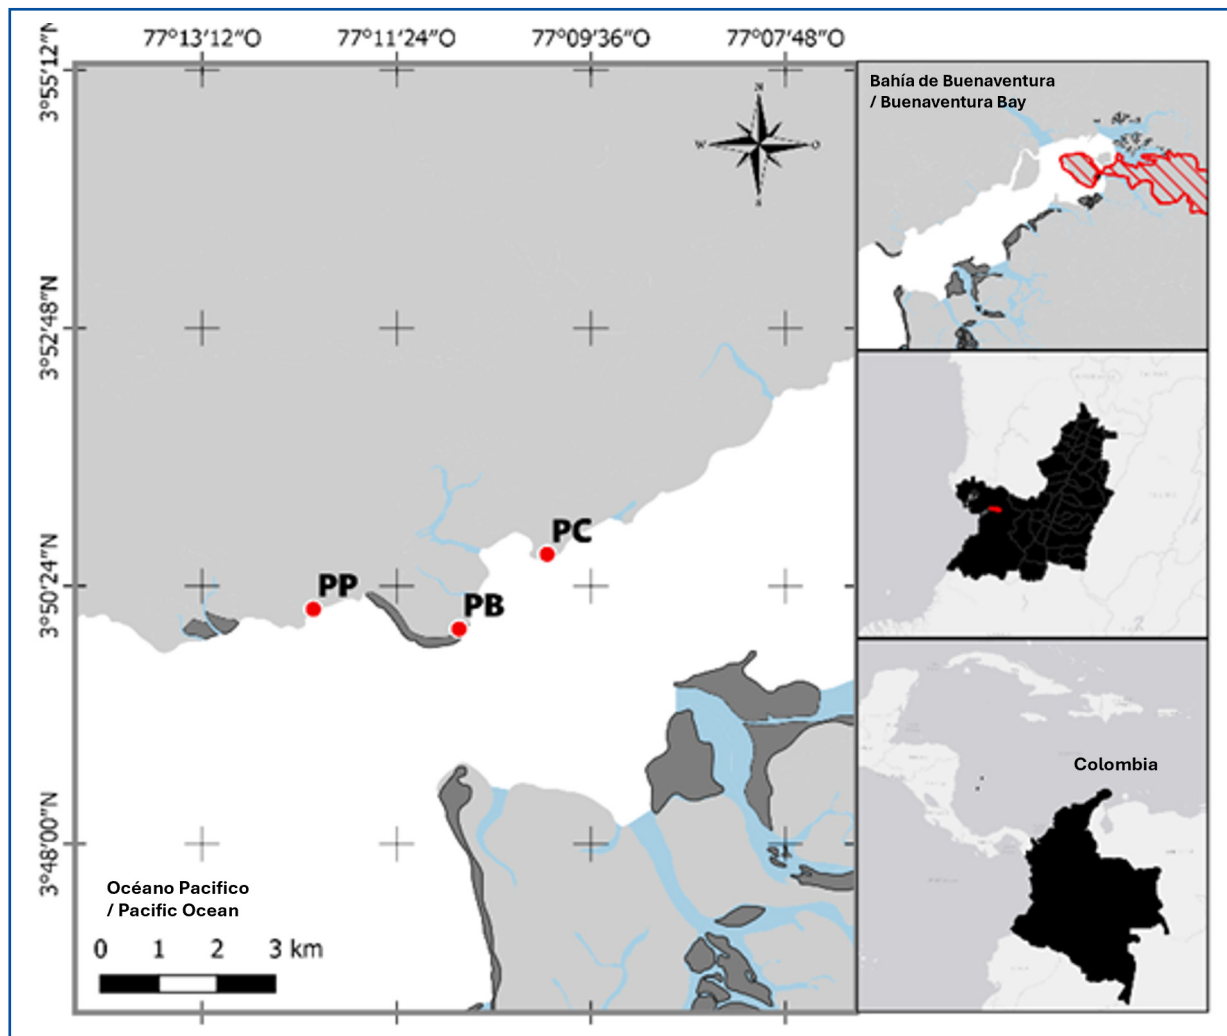 77°13'12"O 77°11'24"O 77°09'36"O 77°07'48"O
3°55'12"N
3°52'48"N
3°50'24"N
3°48'00"N
N
W O
S
PC
PP
PB
Océano Pacifico
/ Pacific Ocean
0 1 2 3 km
Bahía de Buenaventura
/ Buenaventura Bay
Colombia